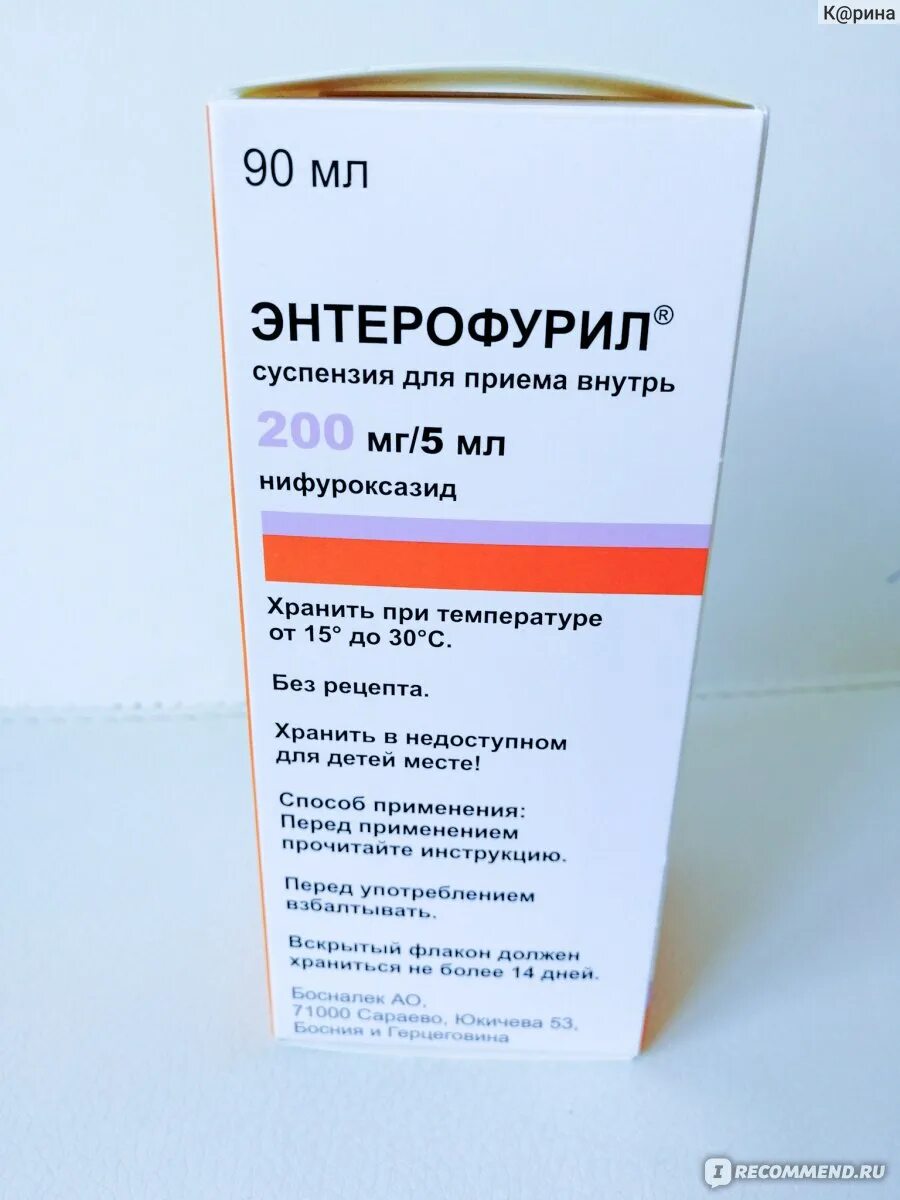 К@рина
90 мл
ЭНТЕРОФУРИЛ®
суспензия для приема внутрь
200 мг/5 мл
нифуроксазид
Хранить при температуре
от 15° до 30°С.
Без рецепта.
Хранить в недоступном
для детей месте!
Способ применения:
Перед применением
прочитайте инструкцию.
Перед употреблением
взбалтывать.
Вскрытый флакон должен
храниться не более 14 дней.
Босналек АО,
71000 Сараево, Юкичева 53,
Босния и Герцеговина
IRECOMMEND.RU